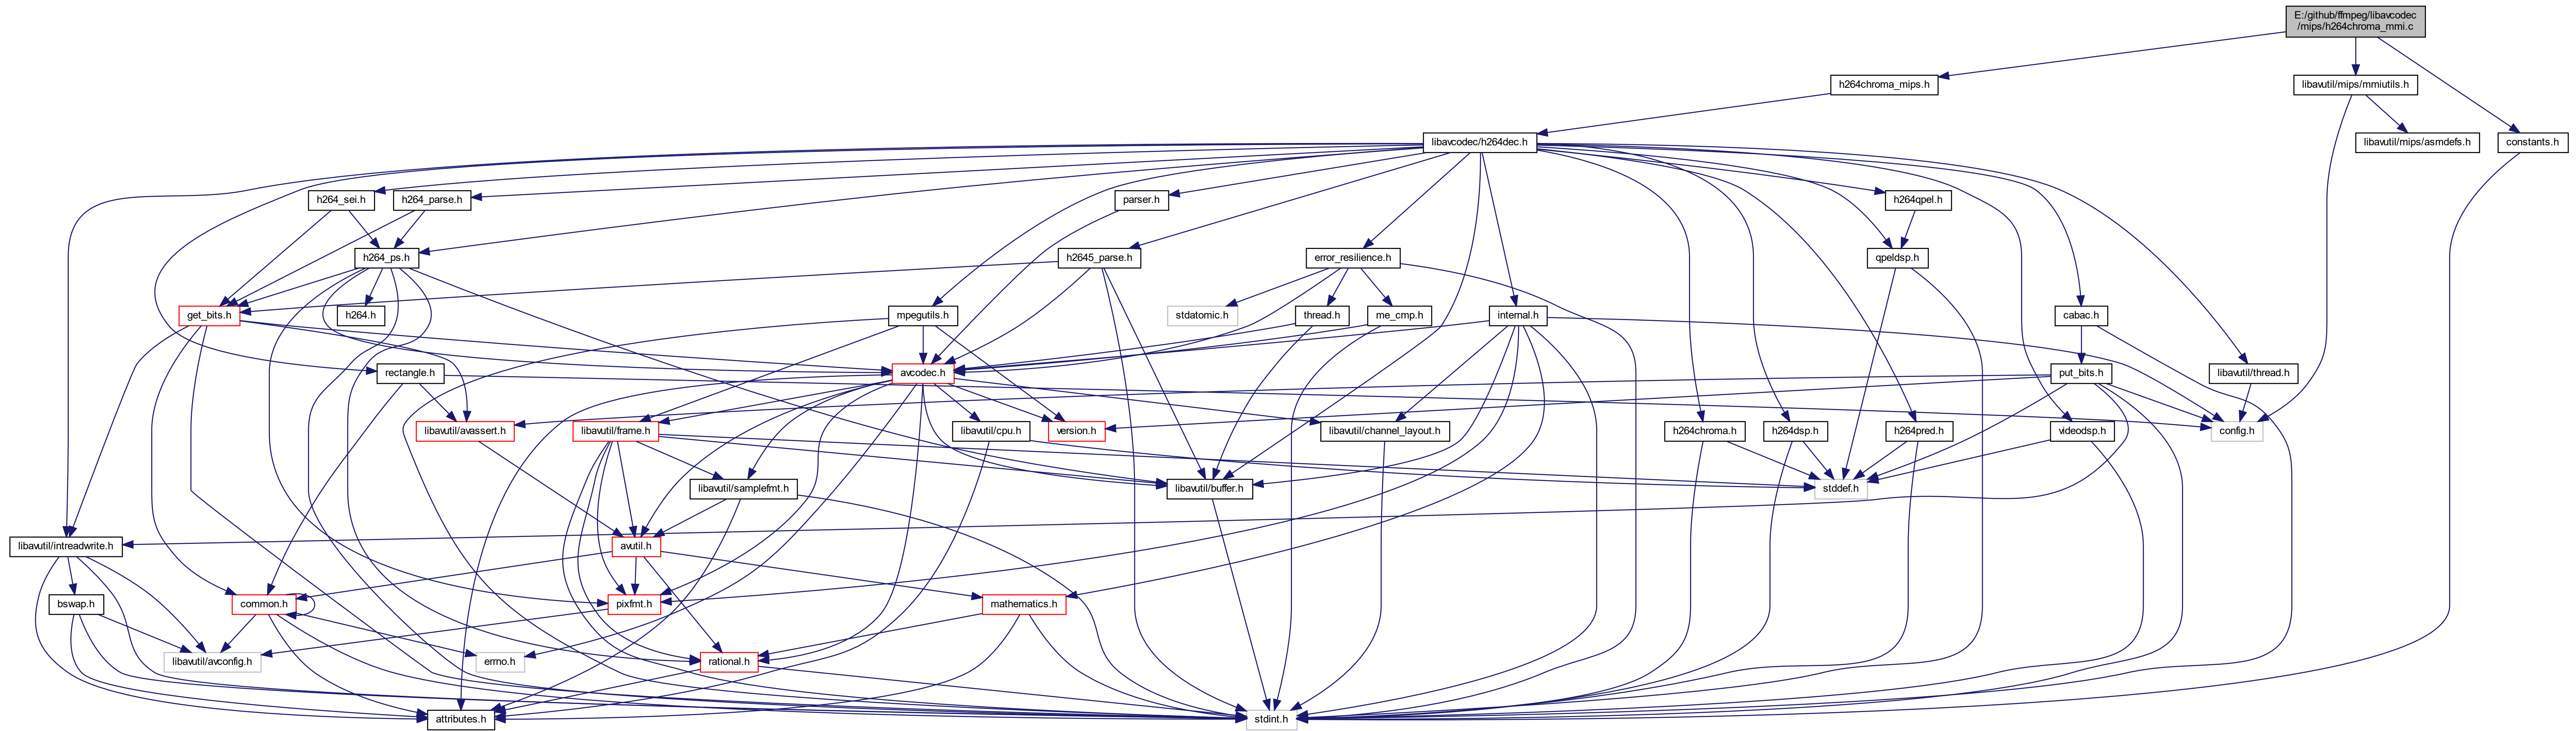 E:/github/ffmpeg/libavcodec
/mips/h264chroma_mmi.c
h264chroma_mips.h
libavutil/mips/mmiutils.h
libavcodec/h264dec.h
libavutil/mips/asmdefs.h
constants.h
h264_sei.h
h264_parse.h
parser.h
h264qpel.h
h264_ps.h
h2645_parse.h
error_resilience.h
qpeldsp.h
get_bits.h
h264.h
mpegutils.h
stdatomic.h
thread.h
me_cmp.h
internal.h
cabac.h
rectangle.h
avcodec.h
put_bits.h
libavutil/thread.h
libavutil/avassert.h
libavutil/frame.h
libavutil/cpu.h
version.h
libavutil/channel_layout.h
h264chroma.h
h264dsp.h
h264pred.h
videodsp.h
config.h
libavutil/samplefmt.h
libavutil/buffer.h
stddef.h
libavutil/intreadwrite.h
avutil.h
bswap.h
common.h
pixfmt.h
mathematics.h
libavutil/avconfig.h
errno.h
rational.h
attributes.h
stdint.h